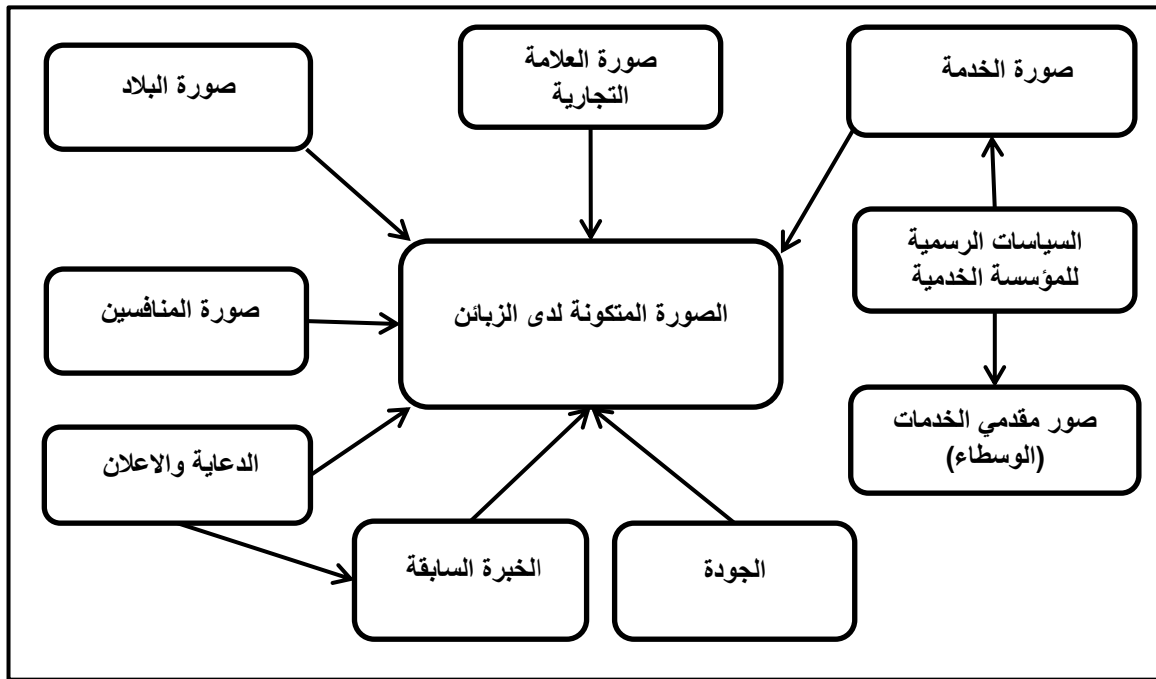 صورة الخدمة
صورة العلامة
التجارية
صورة البلاد
السياسات الرسمية
للمؤسسة الخدمية
الصورة المتكونة لدى الزبائن
صورة المنافسين
صور مقدمي الخدمات
(الوسطاء)
الدعاية والاعلان
الجودة
الخبرة السابقة